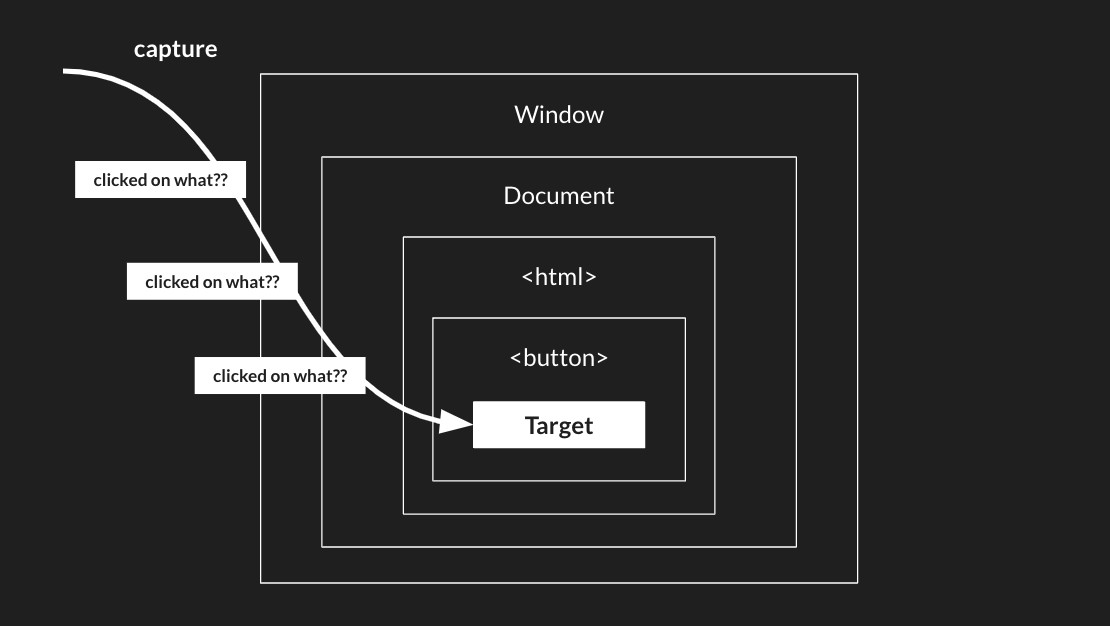 capture
Window
clicked on what??
Document
clicked on what??
<html>
<button>
clicked on what??
Target